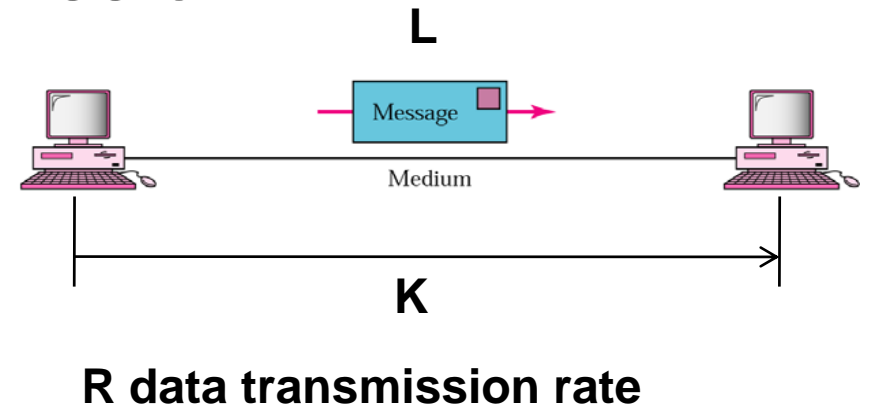 L
Message
Medium
K
R data transmission rate